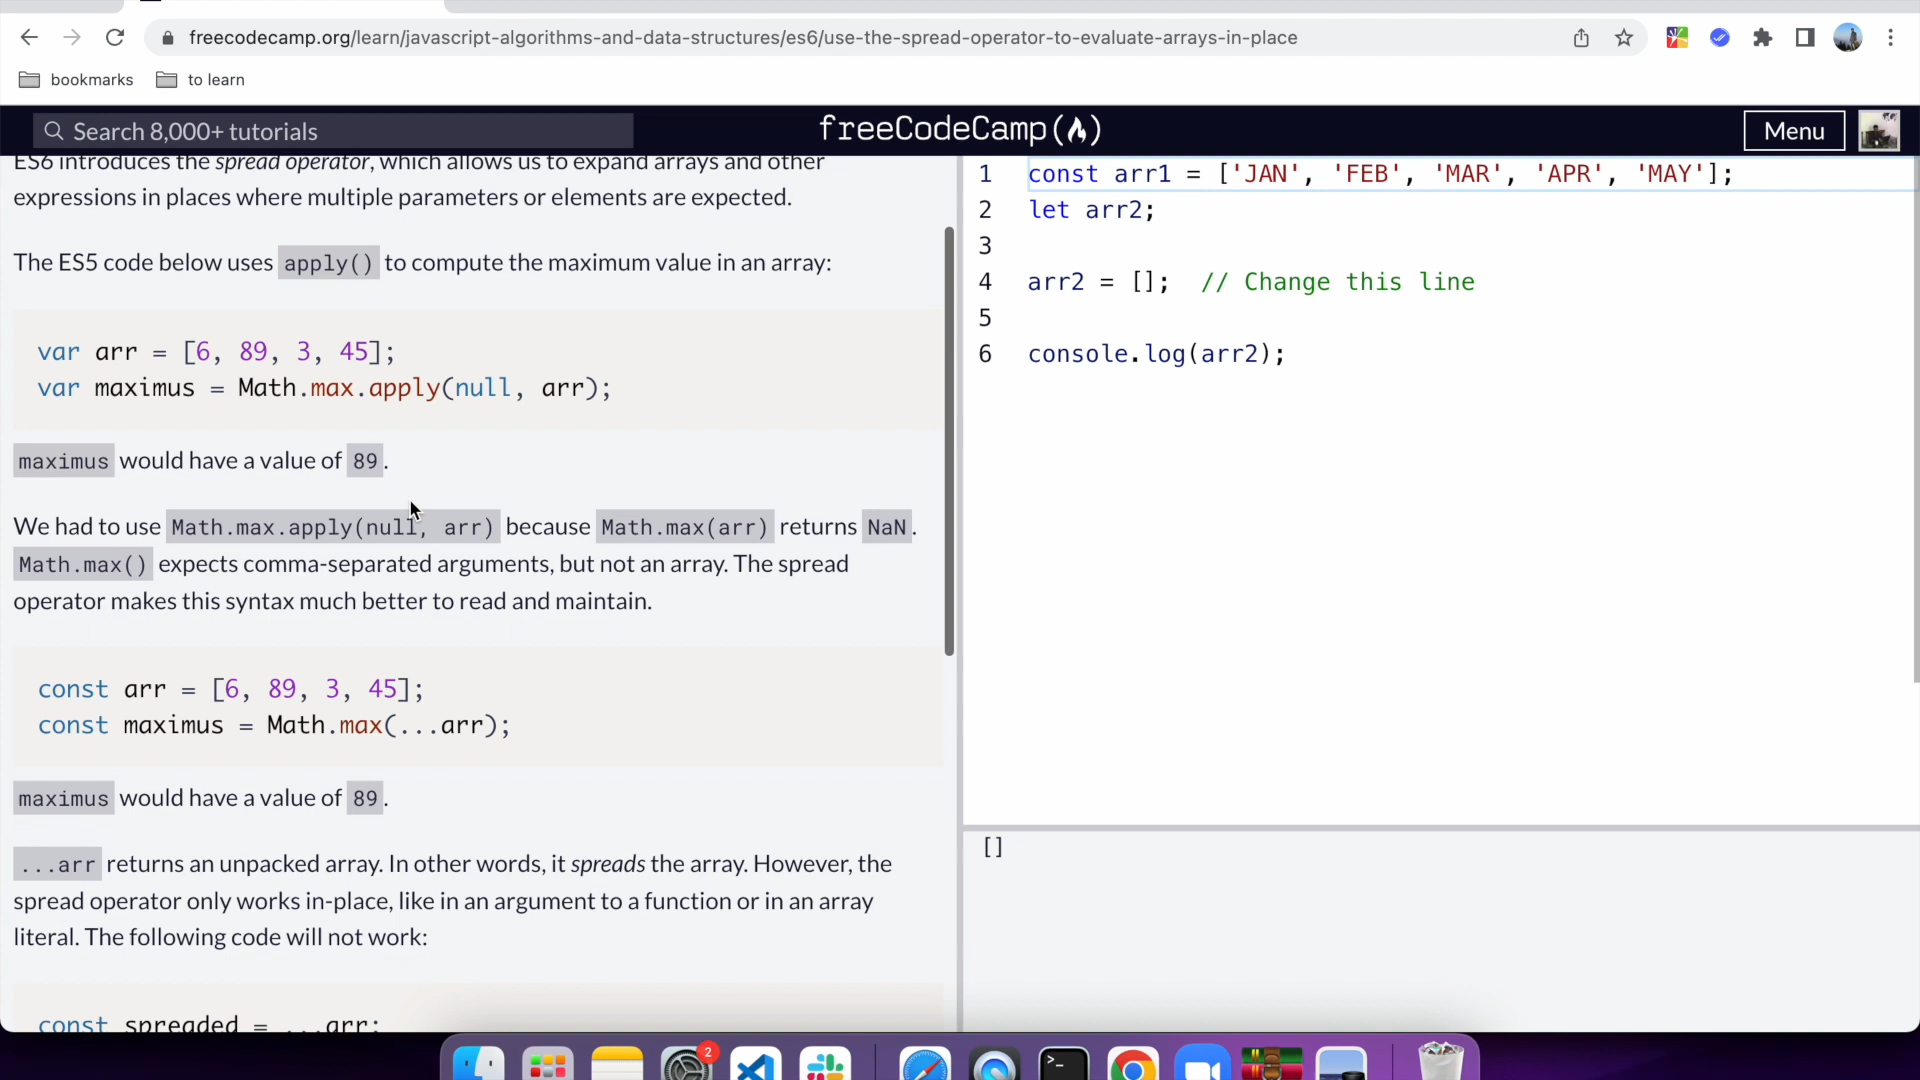 freecodecamp.org/learn/javascript-algorithms-and-data-structures/es6/use-the-spread-operator-to-evaluate-arrays-in-place
bookmarks to learn
Search 8,000+ tutorials
freeCodeCamp
Menu
ES6 introduces the spread operator, which allows us to expand arrays and other
expressions in places where multiple parameters or elements are expected.
The ES5 code below uses apply() to compute the maximum value in an array:
var arr = [6, 89, 3, 45];
var maximus = Math.max.apply(null, arr);
maximus would have a value of 89.
We had to use Math.max.apply(null, arr) because Math.max(arr) returns NaN.
Math.max() expects comma-separated arguments, but not an array. The spread
operator makes this syntax much better to read and maintain.
const arr = [6, 89, 3, 45];
const maximus = Math.max(...arr);
maximus would have a value of 89.
...arr returns an unpacked array. In other words, it spreads the array. However, the
spread operator only works in-place, like in an argument to a function or in an array
literal. The following code will not work:
const spreaded = ...arr;
1 const arr1 = ['JAN', 'FEB', 'MAR', 'APR', 'MAY'];
2 let arr2;
3
4 arr2 = []; // Change this line
5
6 console.log(arr2);
[]
2